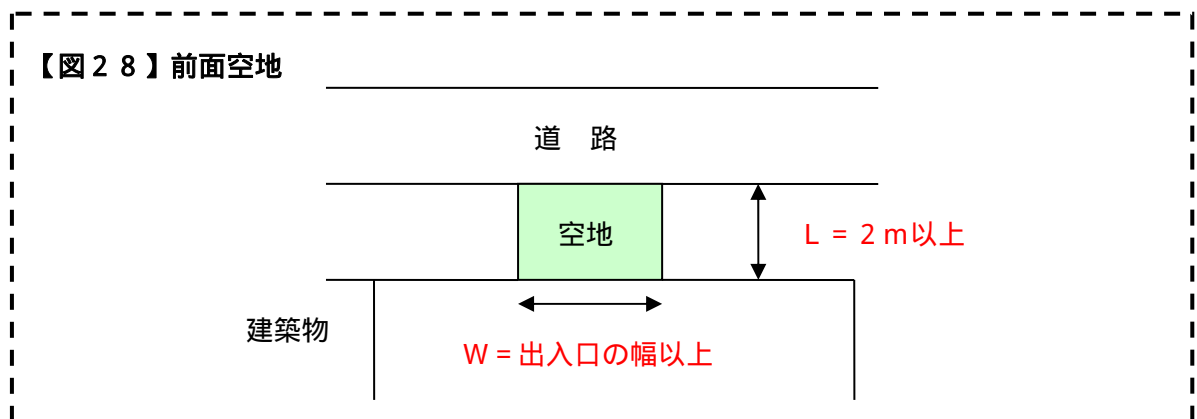 【図２８】前面空地
道　路
空地
Ｌ＝２ｍ以上
建築物
Ｗ＝出入口の幅以上